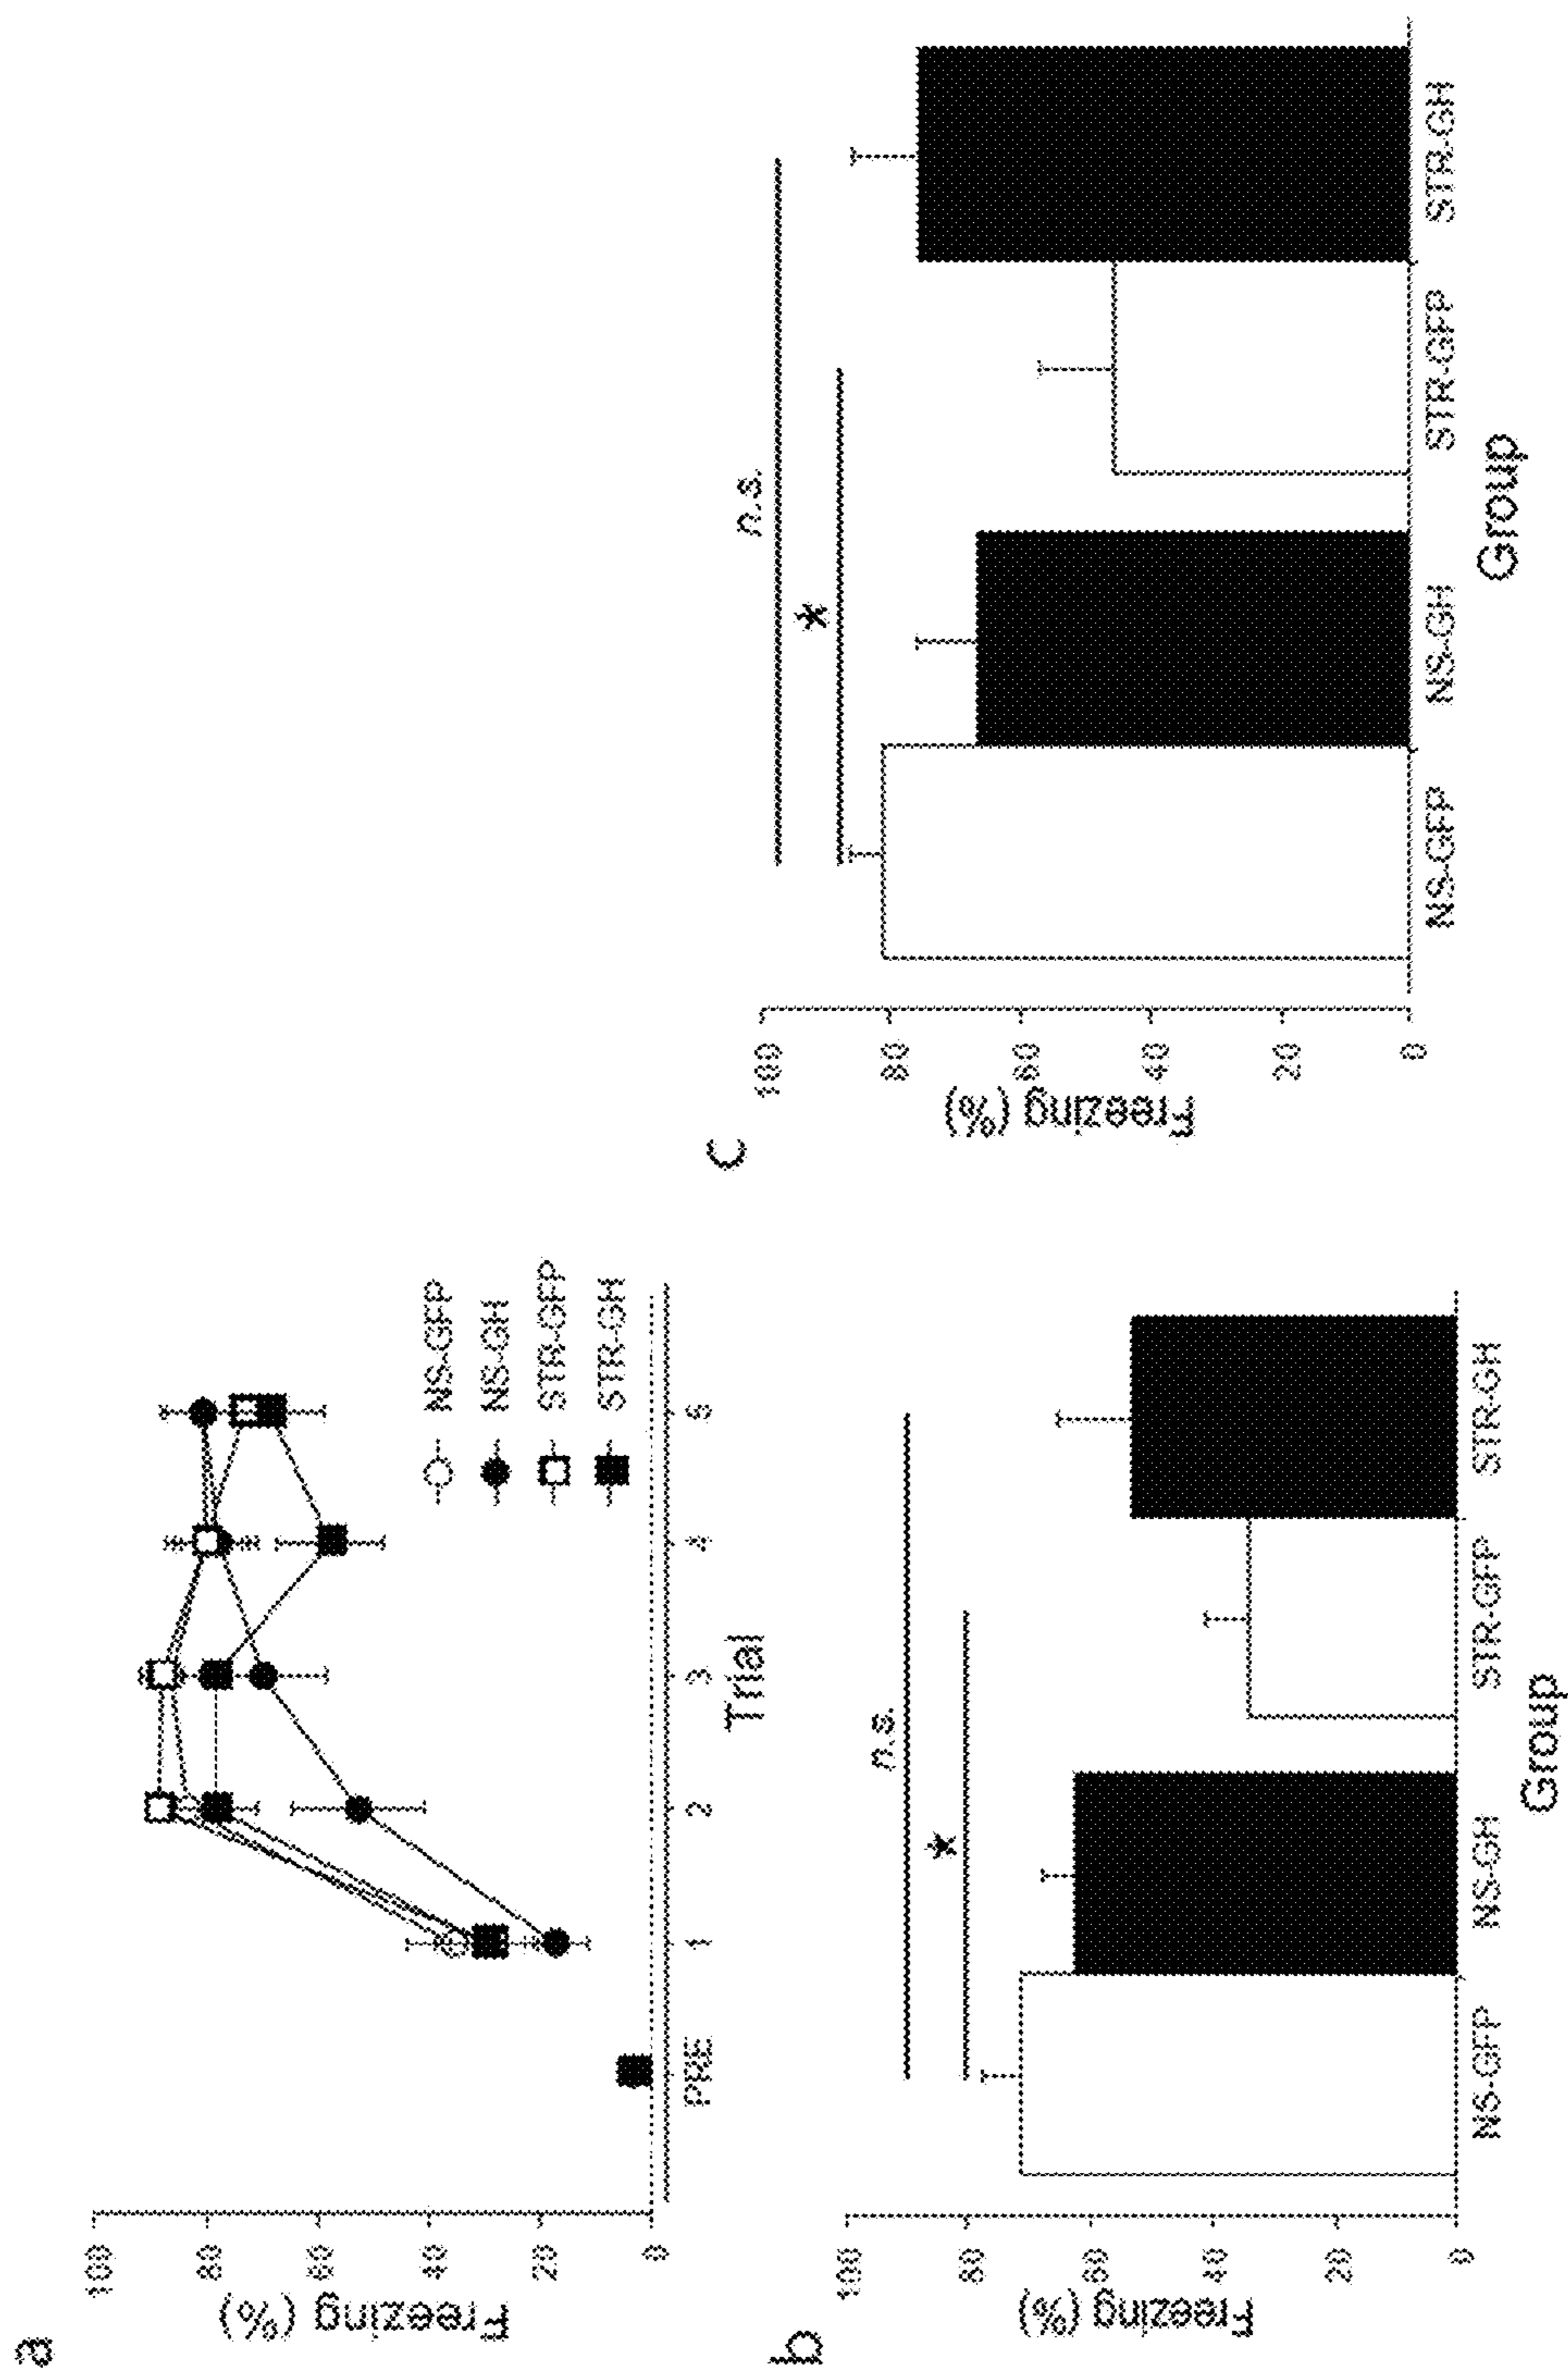 a
Freezing (%)
100
80
60
40
20
0
PRE
1
2
3
4
5
Trial
NS-GFP
NS-GH
STR-GFP
STR-GH
b
Freezing (%)
100
80
60
40
20
0
n.s.
*
NS-GFP
NS-GH
STR-GFP
STR-GH
Group
c
Freezing (%)
100
80
60
40
20
0
n.s.
*
NS-GFP
NS-GH
STR-GFP
STR-GH
Group